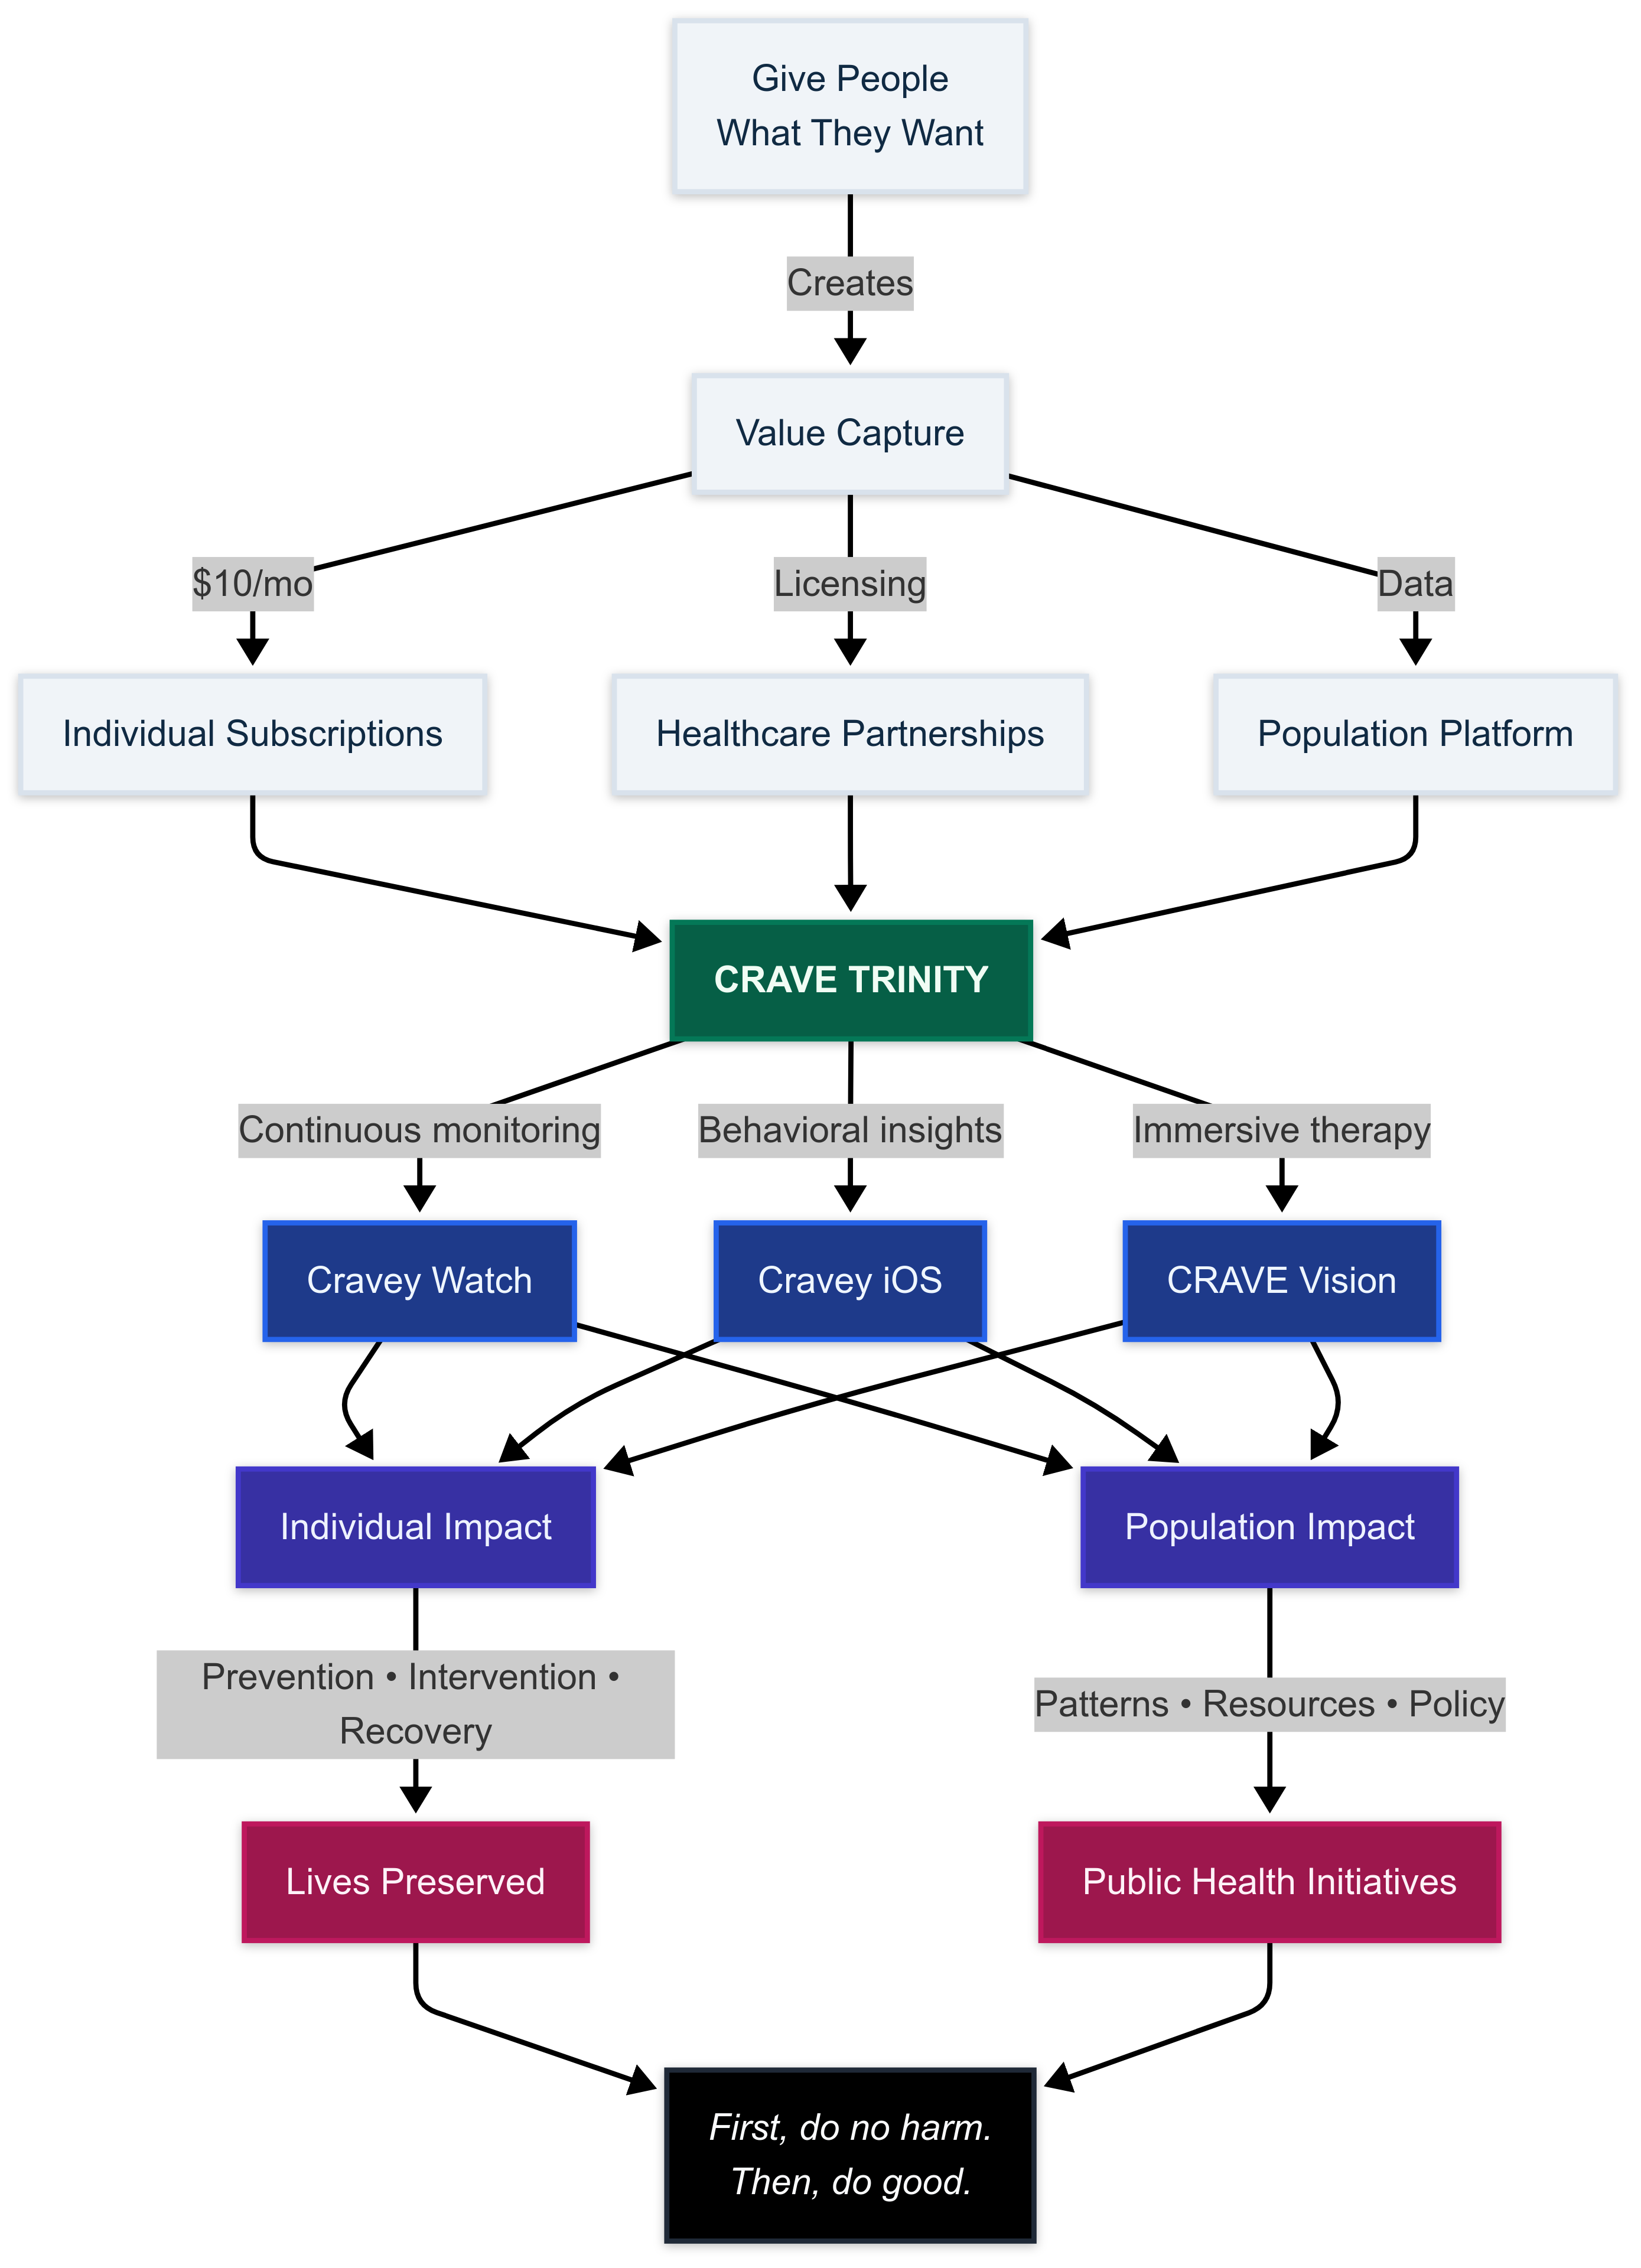 Give People
What They Want
Creates
Value Capture
$10/mo
Licensing
Data
Individual Subscriptions
Healthcare Partnerships
Population Platform
CRAVE TRINITY
Continuous monitoring
Behavioral insights
Immersive therapy
Cravey Watch
Cravey iOS
CRAVE Vision
Individual Impact
Population Impact
Prevention • Intervention •
Recovery
Patterns • Resources • Policy
Lives Preserved
Public Health Initiatives
First, do no harm.
Then, do good.